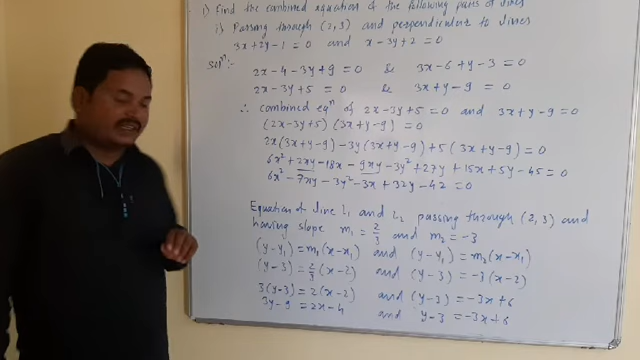 1) Find the combined equation of the following pairs of lines
i) Passing through (2,3) and perpendicular to lines
3x+2y-1=0 and x-3y+2=0
Solⁿ:-
2x-4-3y+9=0 & 3x-6+y-3=0
2x-3y+5=0 & 3x+y-9=0
∴ combined eqⁿ of 2x-3y+5=0 and 3x+y-9=0
(2x-3y+5)(3x+y-9)=0
2x(3x+y-9)-3y(3x+y-9)+5(3x+y-9)=0
6x²+2xy-18x-9xy-3y²+27y+15x+5y-45=0
6x²-7xy-3y²-3x+32y-42=0
Equation of line L₁ and L₂ passing through (2,3) and
having slope m₁=2/3 and m₂=-3
(y-y₁)=m₁(x-x₁) and (y-y₁)=m₂(x-x₁)
(y-3)=2/3(x-2) and (y-3)=-3(x-2)
3(y-3)=2(x-2) and (y-3)=-3x+6
3y-9=2x-4 and y-3=-3x+6